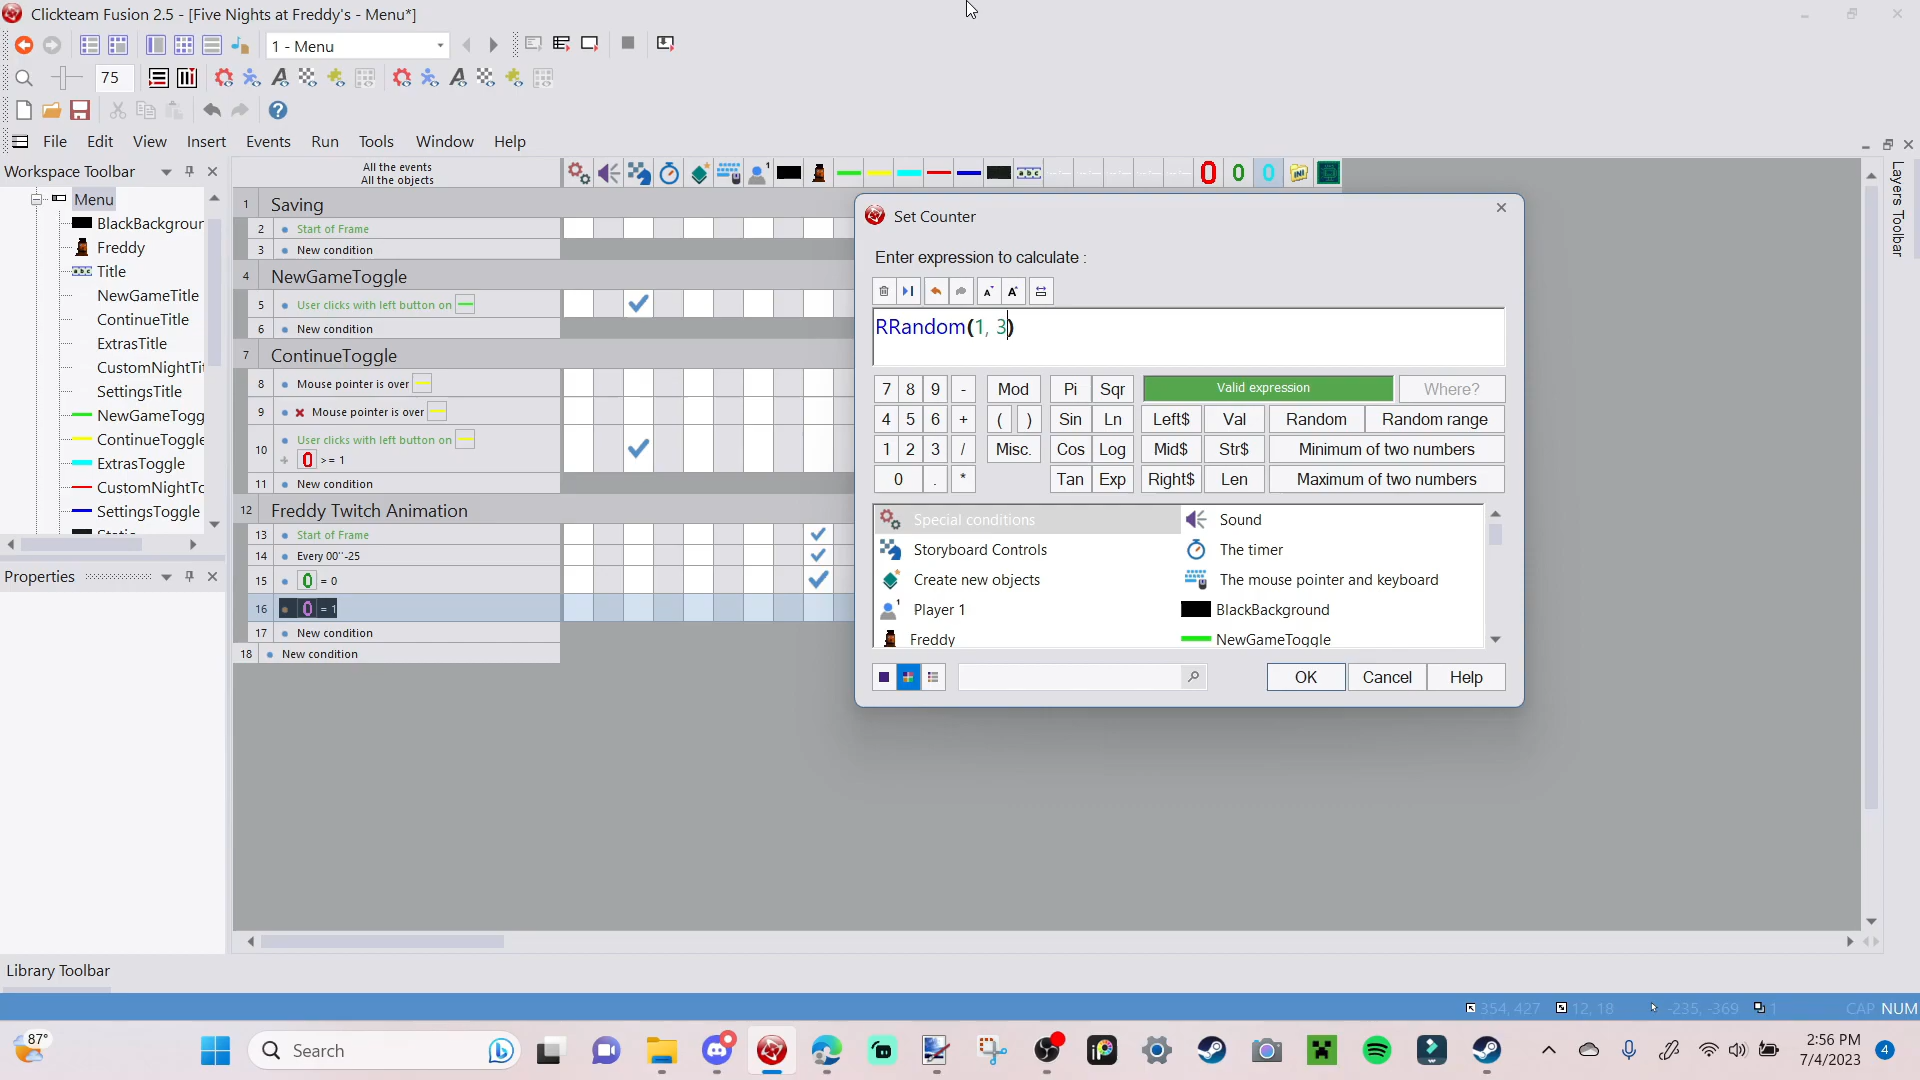 Clickteam Fusion 2.5 - [Five Nights at Freddy's - Menu*]
1 - Menu
75
File Edit View Insert Events Run Tools Window Help
Workspace Toolbar
All the events
All the objects
Layers Toolbar
Menu
BlackBackgroun
Freddy
Title
NewGameTitle
ContinueTitle
ExtrasTitle
CustomNightTi
SettingsTitle
NewGameTogg
ContinueToggle
ExtrasToggle
CustomNightTo
SettingsToggle
Properties
Library Toolbar
1 Saving
2 Start of Frame
3 New condition
4 NewGameToggle
5 User clicks with left button on
6 New condition
7 ContinueToggle
8 Mouse pointer is over
9 Mouse pointer is over
10 User clicks with left button on
0 >= 1
11 New condition
12 Freddy Twitch Animation
13 Start of Frame
14 Every 00''-25
15 0 = 0
16 0 = 1
17 New condition
18 New condition
0 0 0 INI
Set Counter
Enter expression to calculate :
RRandom(1, 3)
7 8 9 - Mod Pi Sqr Valid expression Where?
4 5 6 + ( ) Sin Ln Left$ Val Random Random range
1 2 3 / Misc. Cos Log Mid$ Str$ Minimum of two numbers
0 . * Tan Exp Right$ Len Maximum of two numbers
Special conditions Sound
Storyboard Controls The timer
Create new objects The mouse pointer and keyboard
Player 1 BlackBackground
Freddy NewGameToggle
OK Cancel Help
354, 427 12, 18 -235, -369 1 CAP NUM
87°
Search
2:56 PM
7/4/2023
4